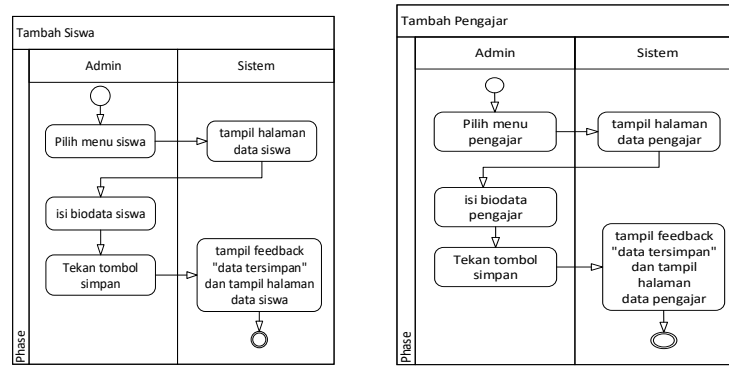 Tambah Siswa
Admin
Sistem
Pilih menu siswa
tampil halaman
data siswa
isi biodata siswa
Tekan tombol
simpan
tampil feedback
"data tersimpan"
dan tampil halaman
data siswa
Phase
Tambah Pengajar
Admin
Sistem
Pilih menu
pengajar
tampil halaman
data pengajar
isi biodata
pengajar
Tekan tombol
simpan
tampil feedback
"data tersimpan"
dan tampil
halaman
data pengajar
Phase